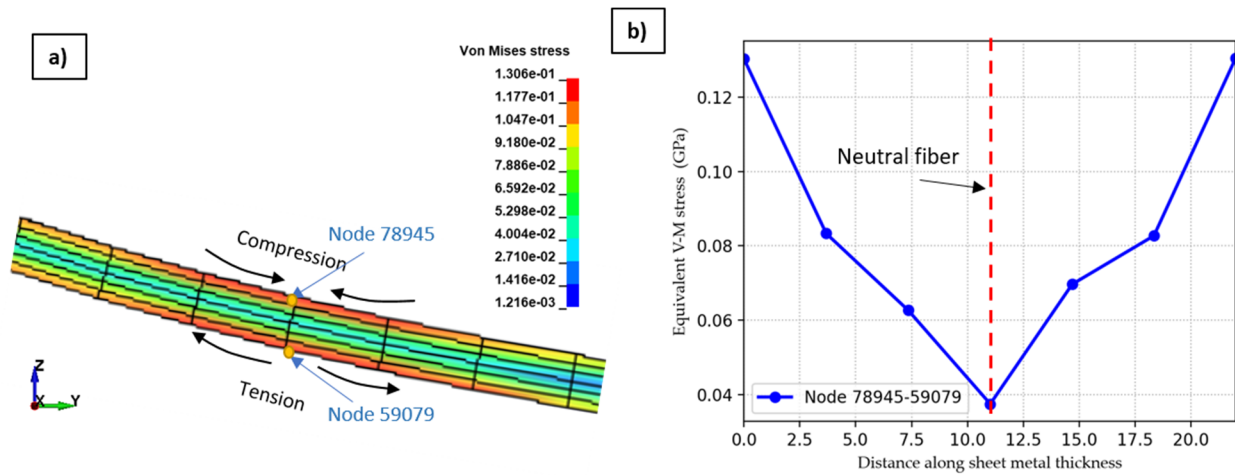 a)
Von Mises stress
1.306e-01
1.177e-01
1.047e-01
9.180e-02
7.886e-02
6.592e-02
5.298e-02
4.004e-02
2.710e-02
1.416e-02
1.216e-03
Compression
Node 78945
Tension
Node 59079
Z
X
Y
b)
Equivalent V-M stress (GPa)
0.12
0.10
0.08
0.06
0.04
Neutral fiber
Node 78945-59079
0.0 2.5 5.0 7.5 10.0 12.5 15.0 17.5 20.0
Distance along sheet metal thickness